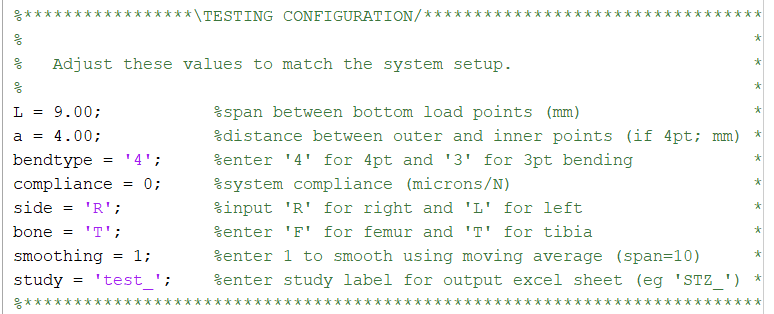 %*****************\TESTING CONFIGURATION/**********************************
% *
% Adjust these values to match the system setup. *
% *
L = 9.00; %span between bottom load points (mm) *
a = 4.00; %distance between outer and inner points (if 4pt; mm) *
bendtype = '4'; %enter '4' for 4pt and '3' for 3pt bending *
compliance = 0; %system compliance (microns/N) *
side = 'R'; %input 'R' for right and 'L' for left *
bone = 'T'; %enter 'F' for femur and 'T' for tibia *
smoothing = 1; %enter 1 to smooth using moving average (span=10) *
study = 'test_'; %enter study label for output excel sheet (eg 'STZ_') *
%**************************************************************************